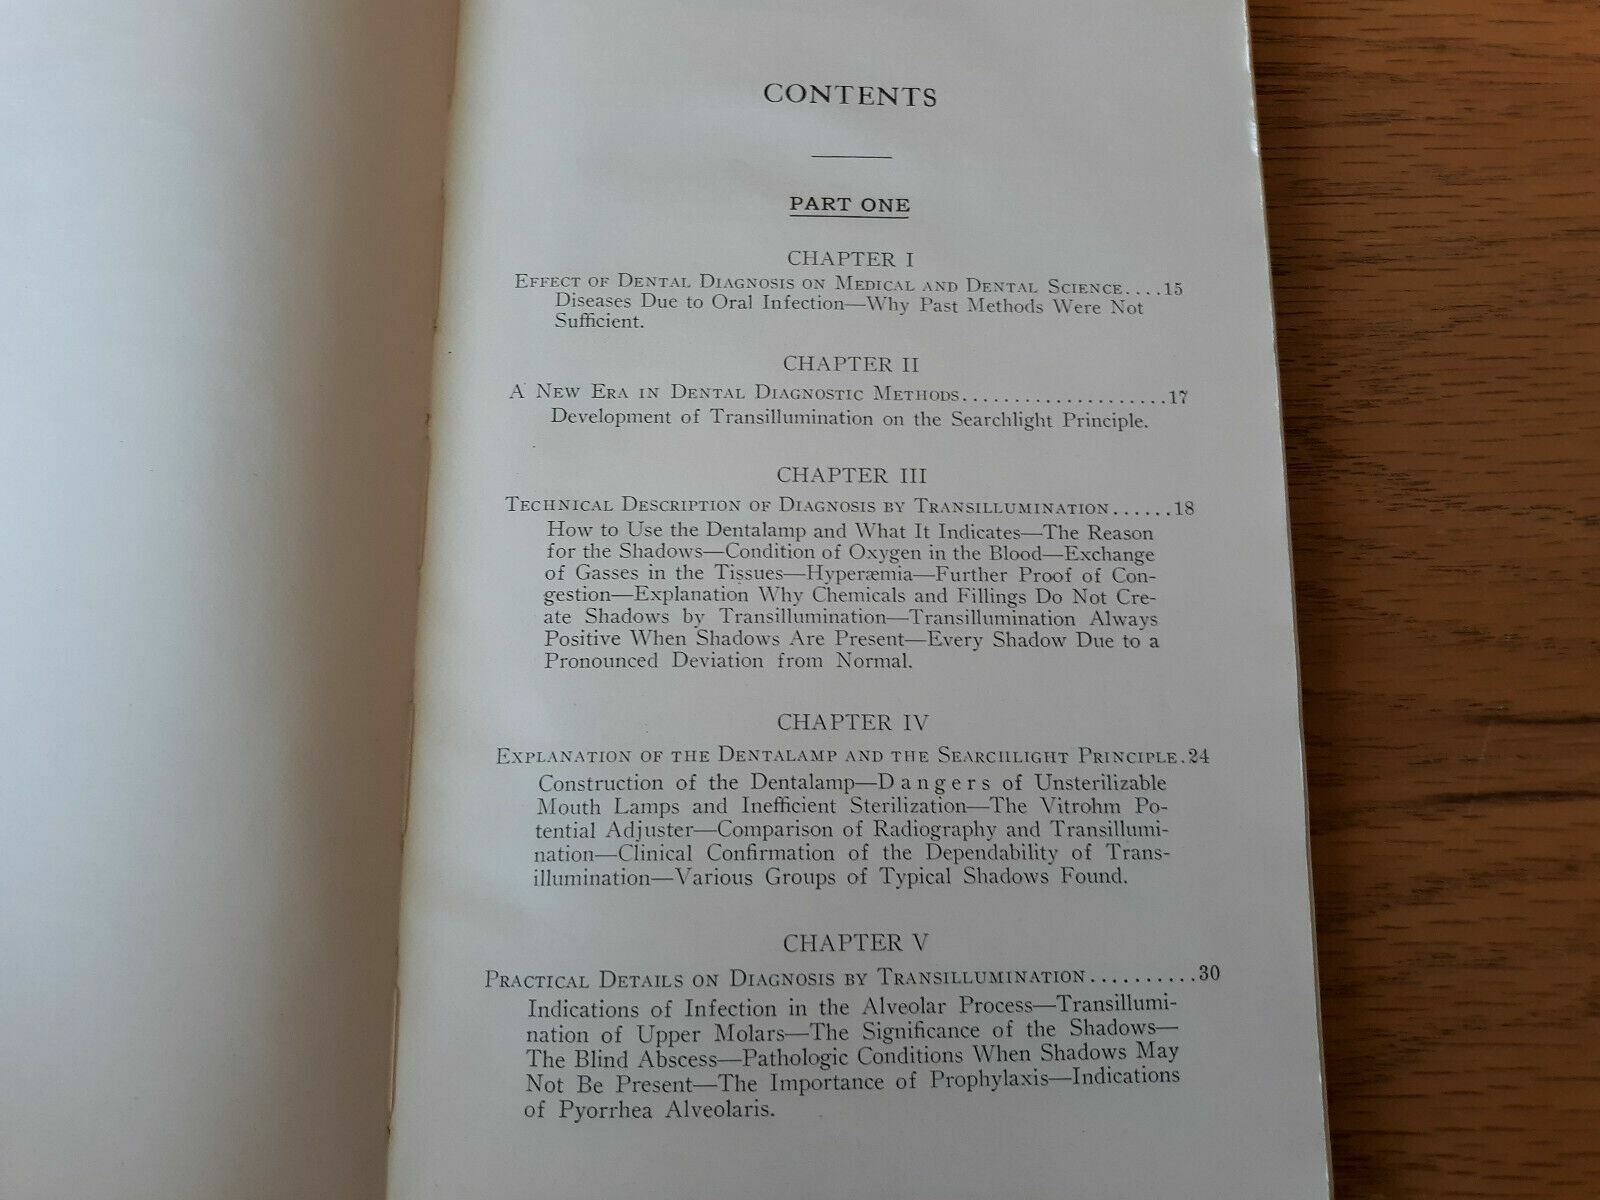 CONTENTS
PART ONE
CHAPTER I
Effect of Dental Diagnosis on Medical and Dental Science....15
Diseases Due to Oral Infection—Why Past Methods Were Not
Sufficient.
CHAPTER II
A New Era in Dental Diagnostic Methods....................17
Development of Transillumination on the Searchlight Principle.
CHAPTER III
Technical Description of Diagnosis by Transillumination......18
How to Use the Dentalamp and What It Indicates—The Reason
for the Shadows—Condition of Oxygen in the Blood—Exchange
of Gasses in the Tissues—Hyperæmia—Further Proof of Con-
gestion—Explanation Why Chemicals and Fillings Do Not Cre-
ate Shadows by Transillumination—Transillumination Always
Positive When Shadows Are Present—Every Shadow Due to a
Pronounced Deviation from Normal.
CHAPTER IV
Explanation of the Dentalamp and the Searchlight Principle.24
Construction of the Dentalamp—Dangers of Unsterilizable
Mouth Lamps and Inefficient Sterilization—The Vitrohm Po-
tential Adjuster—Comparison of Radiography and Transillumi-
nation—Clinical Confirmation of the Dependability of Trans-
illumination—Various Groups of Typical Shadows Found.
CHAPTER V
Practical Details on Diagnosis by Transillumination..........30
Indications of Infection in the Alveolar Process—Transillumi-
nation of Upper Molars—The Significance of the Shadows—
The Blind Abscess—Pathologic Conditions When Shadows May
Not Be Present—The Importance of Prophylaxis—Indications
of Pyorrhea Alveolaris.